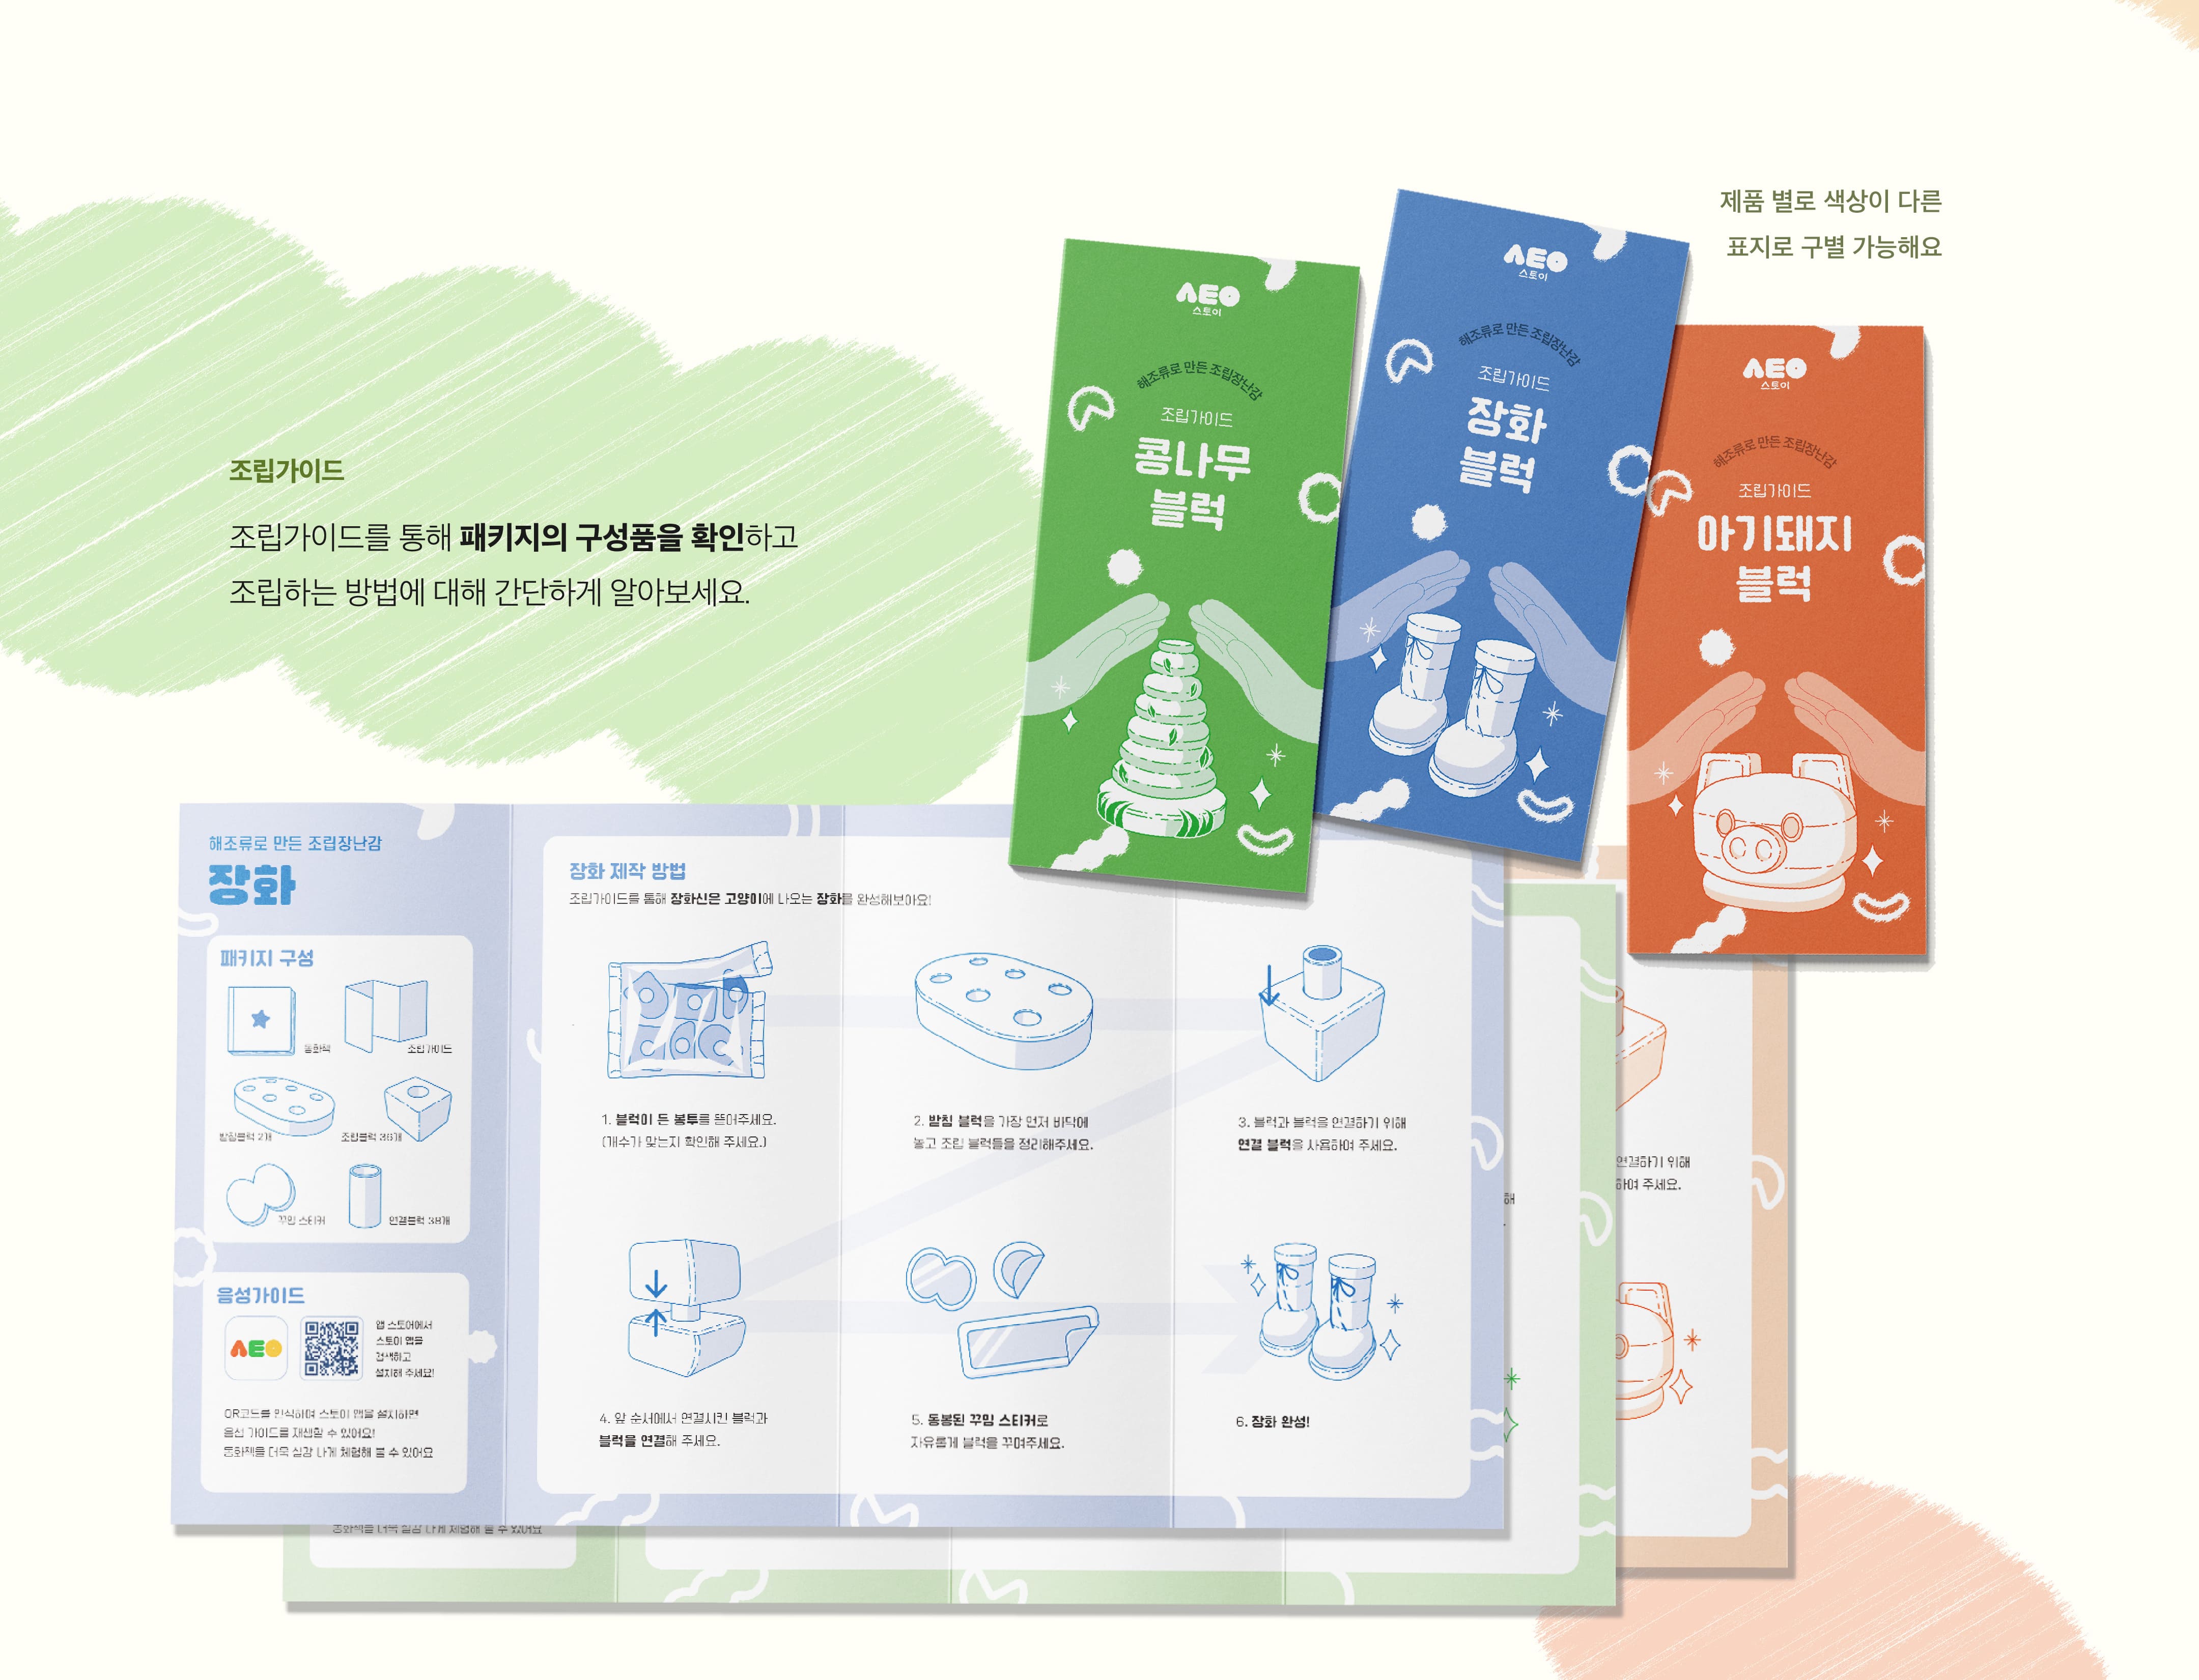 제품 별로 색상이 다른
표지로 구별 가능해요
조립가이드
조립가이드를 통해 패키지의 구성품을 확인하고
조립하는 방법에 대해 간단하게 알아보세요.
AEO
스토이
해조류로 만든 조립장난감
조립가이드
콩나무
블럭
AEO
스토이
해조류로 만든 조립장난감
조립가이드
장화
블럭
AEO
스토이
해조류로 만든 조립장난감
조립가이드
아기돼지
블럭
해조류로 만든 조립장난감
장화
패키지 구성
동화책
조립가이드
받침블럭 2개
조립블럭 36개
꾸밈 스티커
연결블럭 38개
음성가이드
AEO
앱 스토어에서
스토이 앱을
검색하고
설치해 주세요!
QR코드를 인식하여 스토이 앱을 설치하면
음성 가이드를 재생할 수 있어요!
동화책을 더욱 실감 나게 체험해 볼 수 있어요
장화 제작 방법
조립가이드를 통해 장화신은 고양이에 나오는 장화를 완성해보아요!
1. 블럭이 든 봉투를 뜯어주세요.
(개수가 맞는지 확인해 주세요.)
2. 받침 블럭을 가장 먼저 바닥에
놓고 조립 블럭들을 정리해주세요.
3. 블럭과 블럭을 연결하기 위해
연결 블럭을 사용하여 주세요.
4. 앞 순서에서 연결시킨 블럭과
블럭을 연결해 주세요.
5. 동봉된 꾸밈 스티커로
자유롭게 블럭을 꾸며주세요.
6. 장화 완성!
해
연결하기 위해
하여 주세요.
동화책을 더욱 실감 나게 체험해 볼 수 있어요